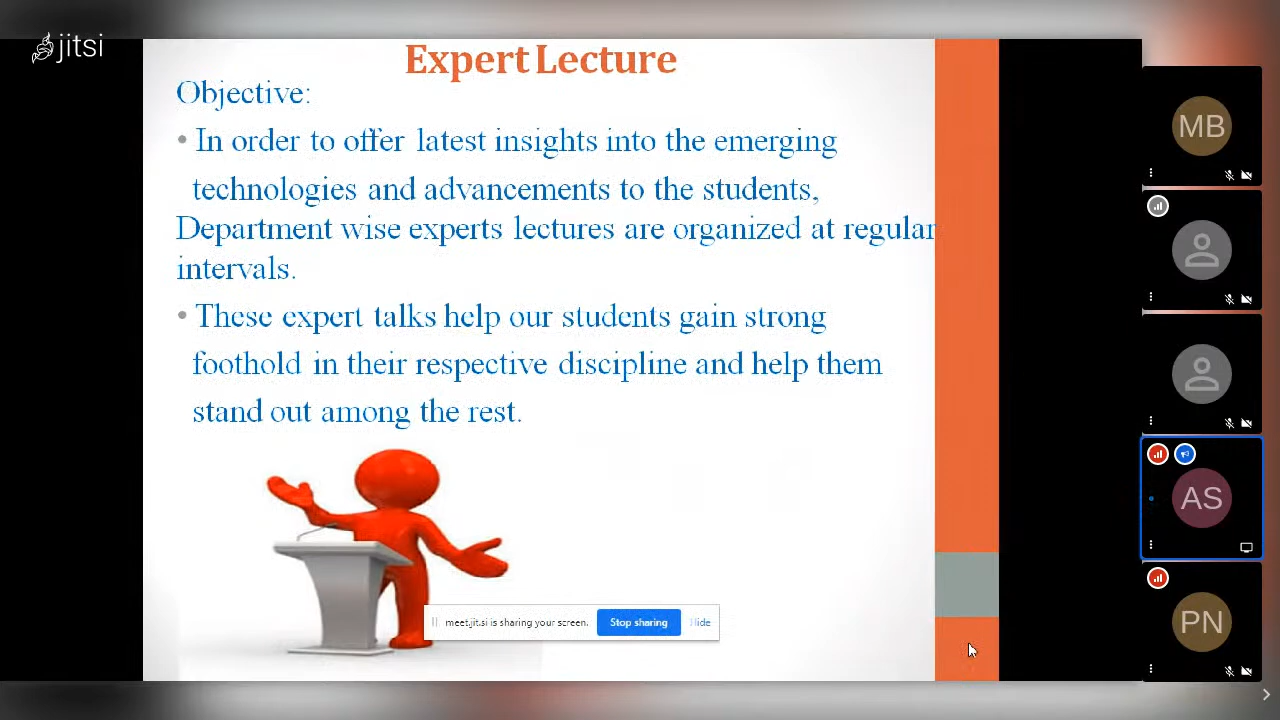 jitsi
Expert Lecture
Objective:
• In order to offer latest insights into the emerging
technologies and advancements to the students,
Department wise experts lectures are organized at regular
intervals.
• These expert talks help our students gain strong
foothold in their respective discipline and help them
stand out among the rest.
meet.jit.si is sharing your screen.
Stop sharing
Hide
MB
AS
PN